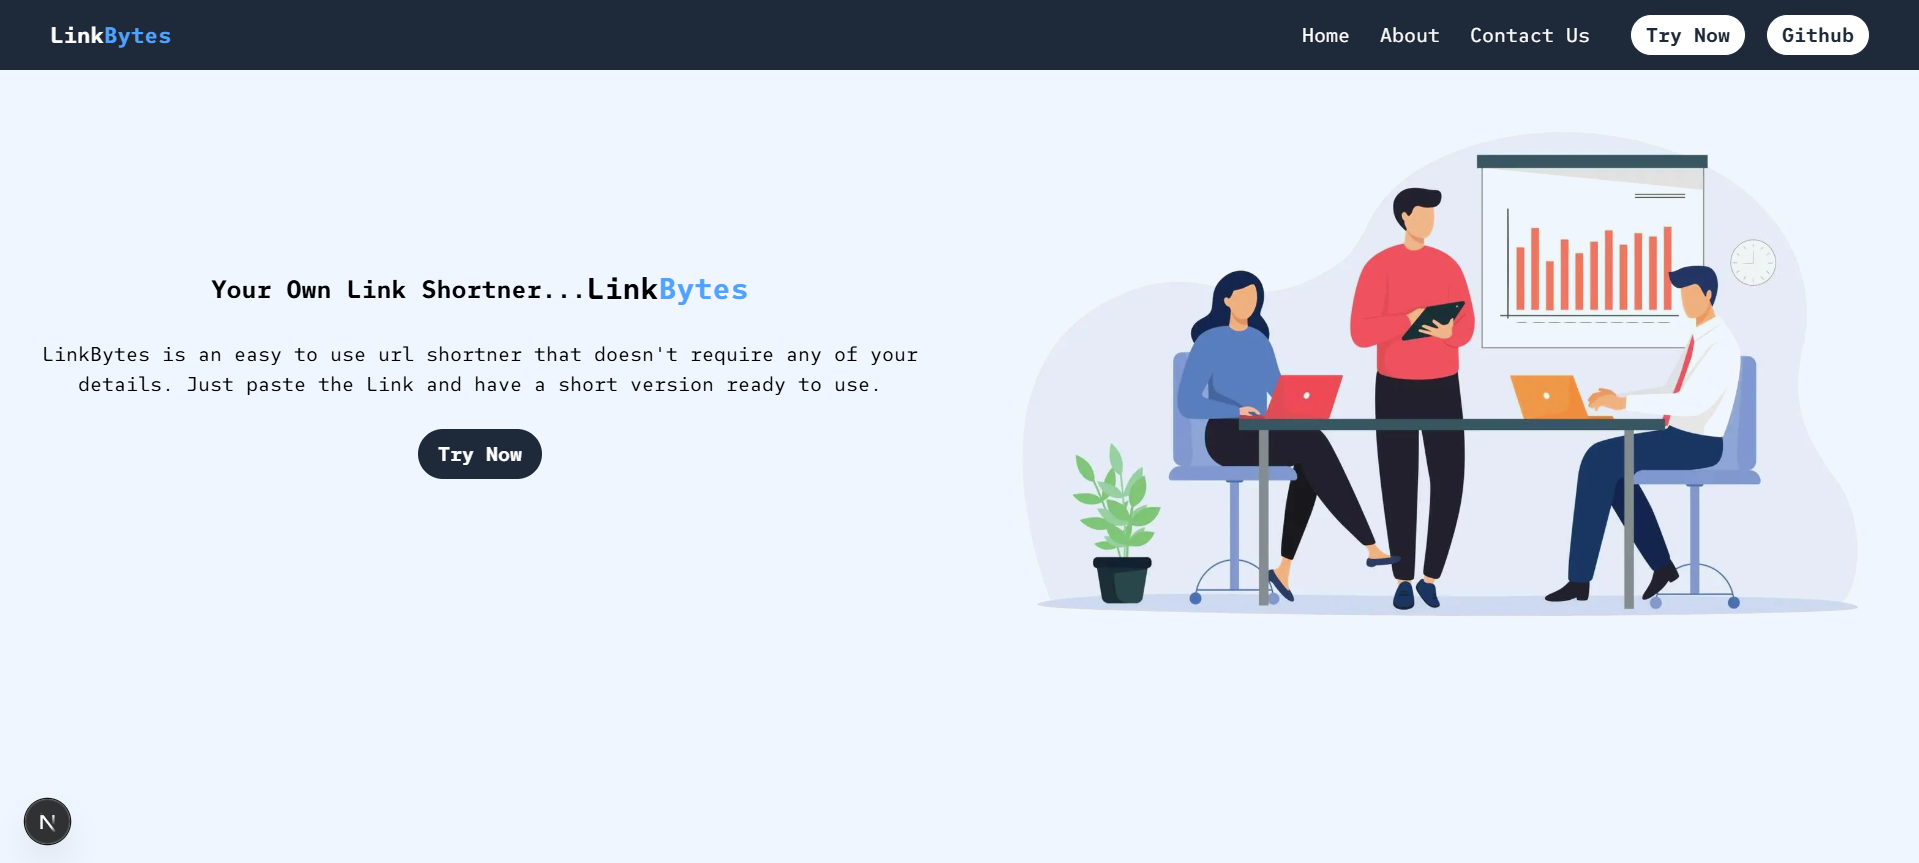 LinkBytes Home About Contact Us Try Now Github
Your Own Link Shortner...LinkBytes
LinkBytes is an easy to use url shortner that doesn't require any of your
details. Just paste the Link and have a short version ready to use.
Try Now
N